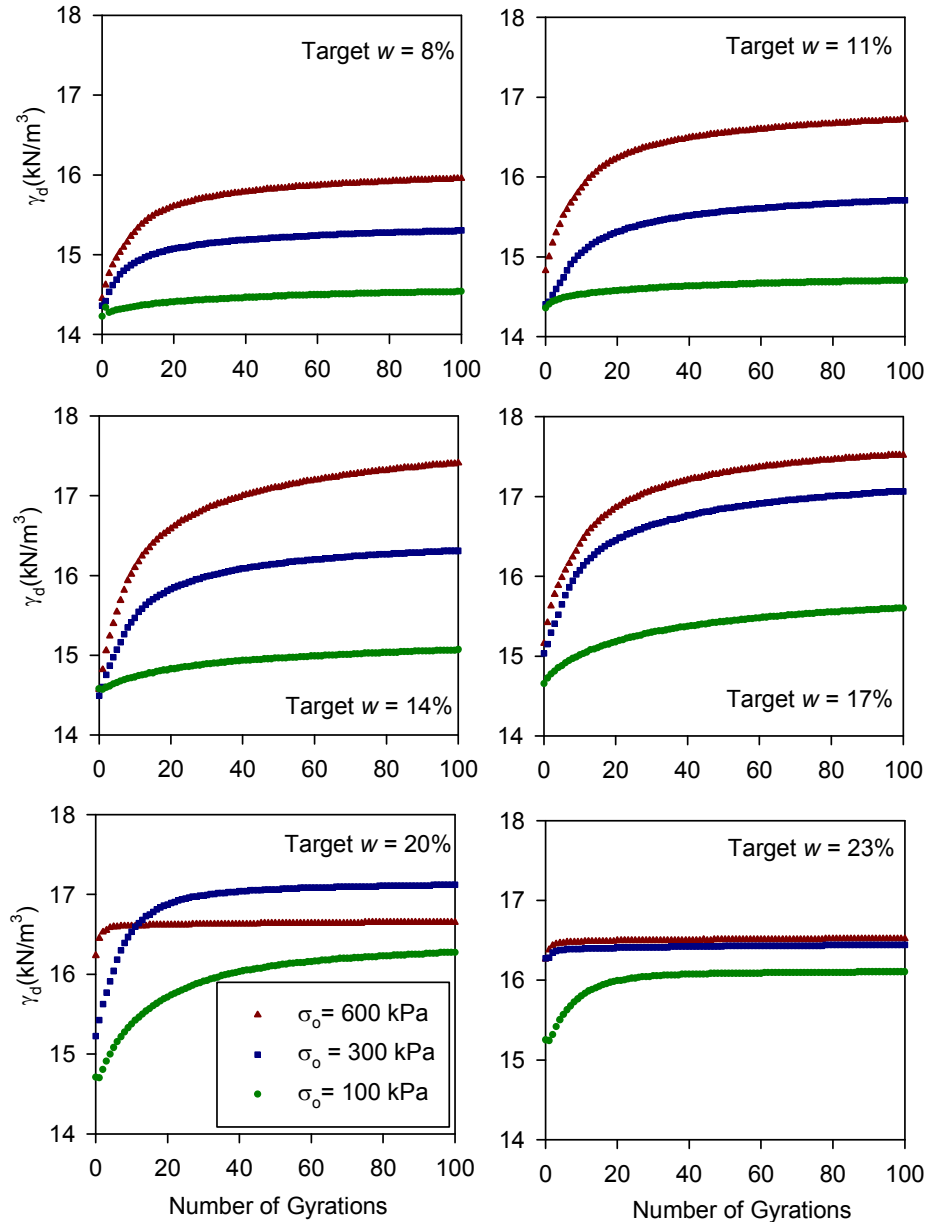 18
17
16
15
14
γd(kN/m³)
Target w = 8%
0 20 40 60 80 100
18
17
16
15
14
Target w = 11%
0 20 40 60 80 100
18
17
16
15
14
γd(kN/m³)
Target w = 14%
0 20 40 60 80 100
18
17
16
15
14
Target w = 17%
0 20 40 60 80 100
18
17
16
15
14
γd(kN/m³)
Target w = 20%
σo= 600 kPa
σo = 300 kPa
σo= 100 kPa
0 20 40 60 80 100
Number of Gyrations
18
17
16
15
14
Target w = 23%
0 20 40 60 80 100
Number of Gyrations